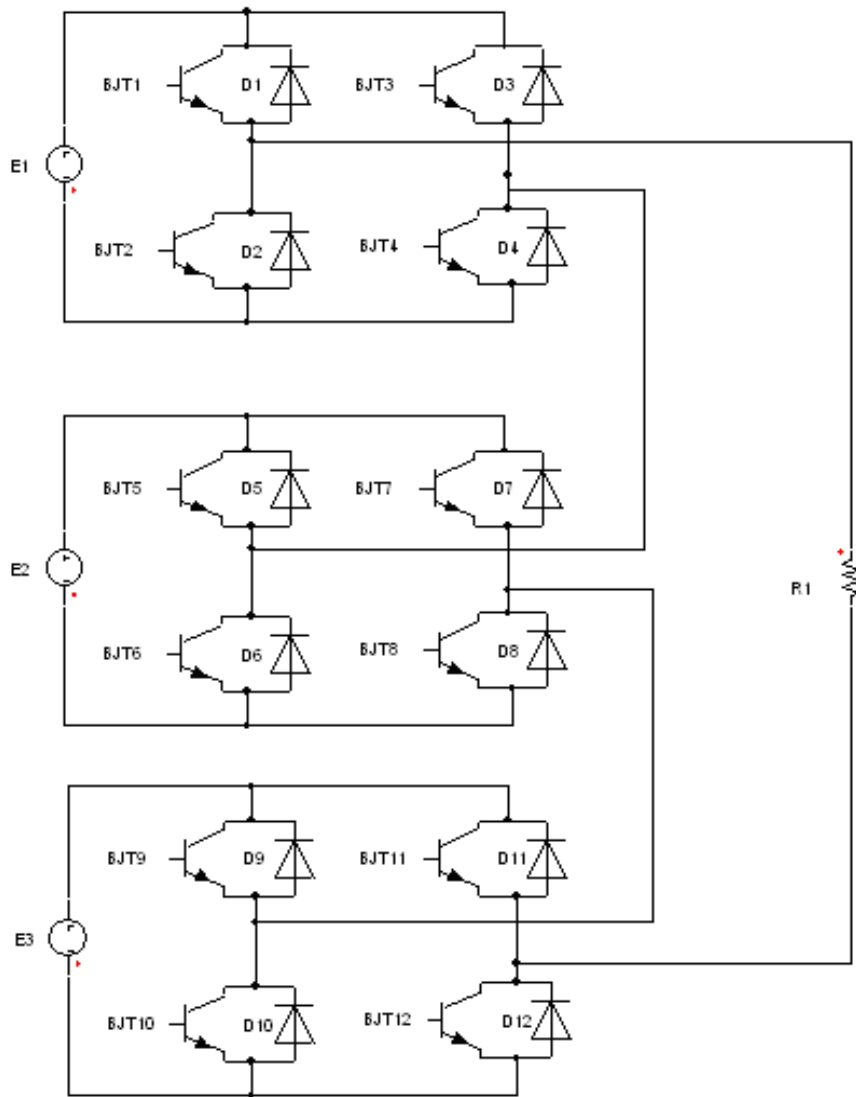 BJT1 D1 BJT3 D3
E1
BJT2 D2 BJT4 D4
BJT5 D5 BJT7 D7
E2 R1
BJT6 D6 BJT8 D8
BJT9 D9 BJT11 D11
E3
BJT10 D10 BJT12 D12